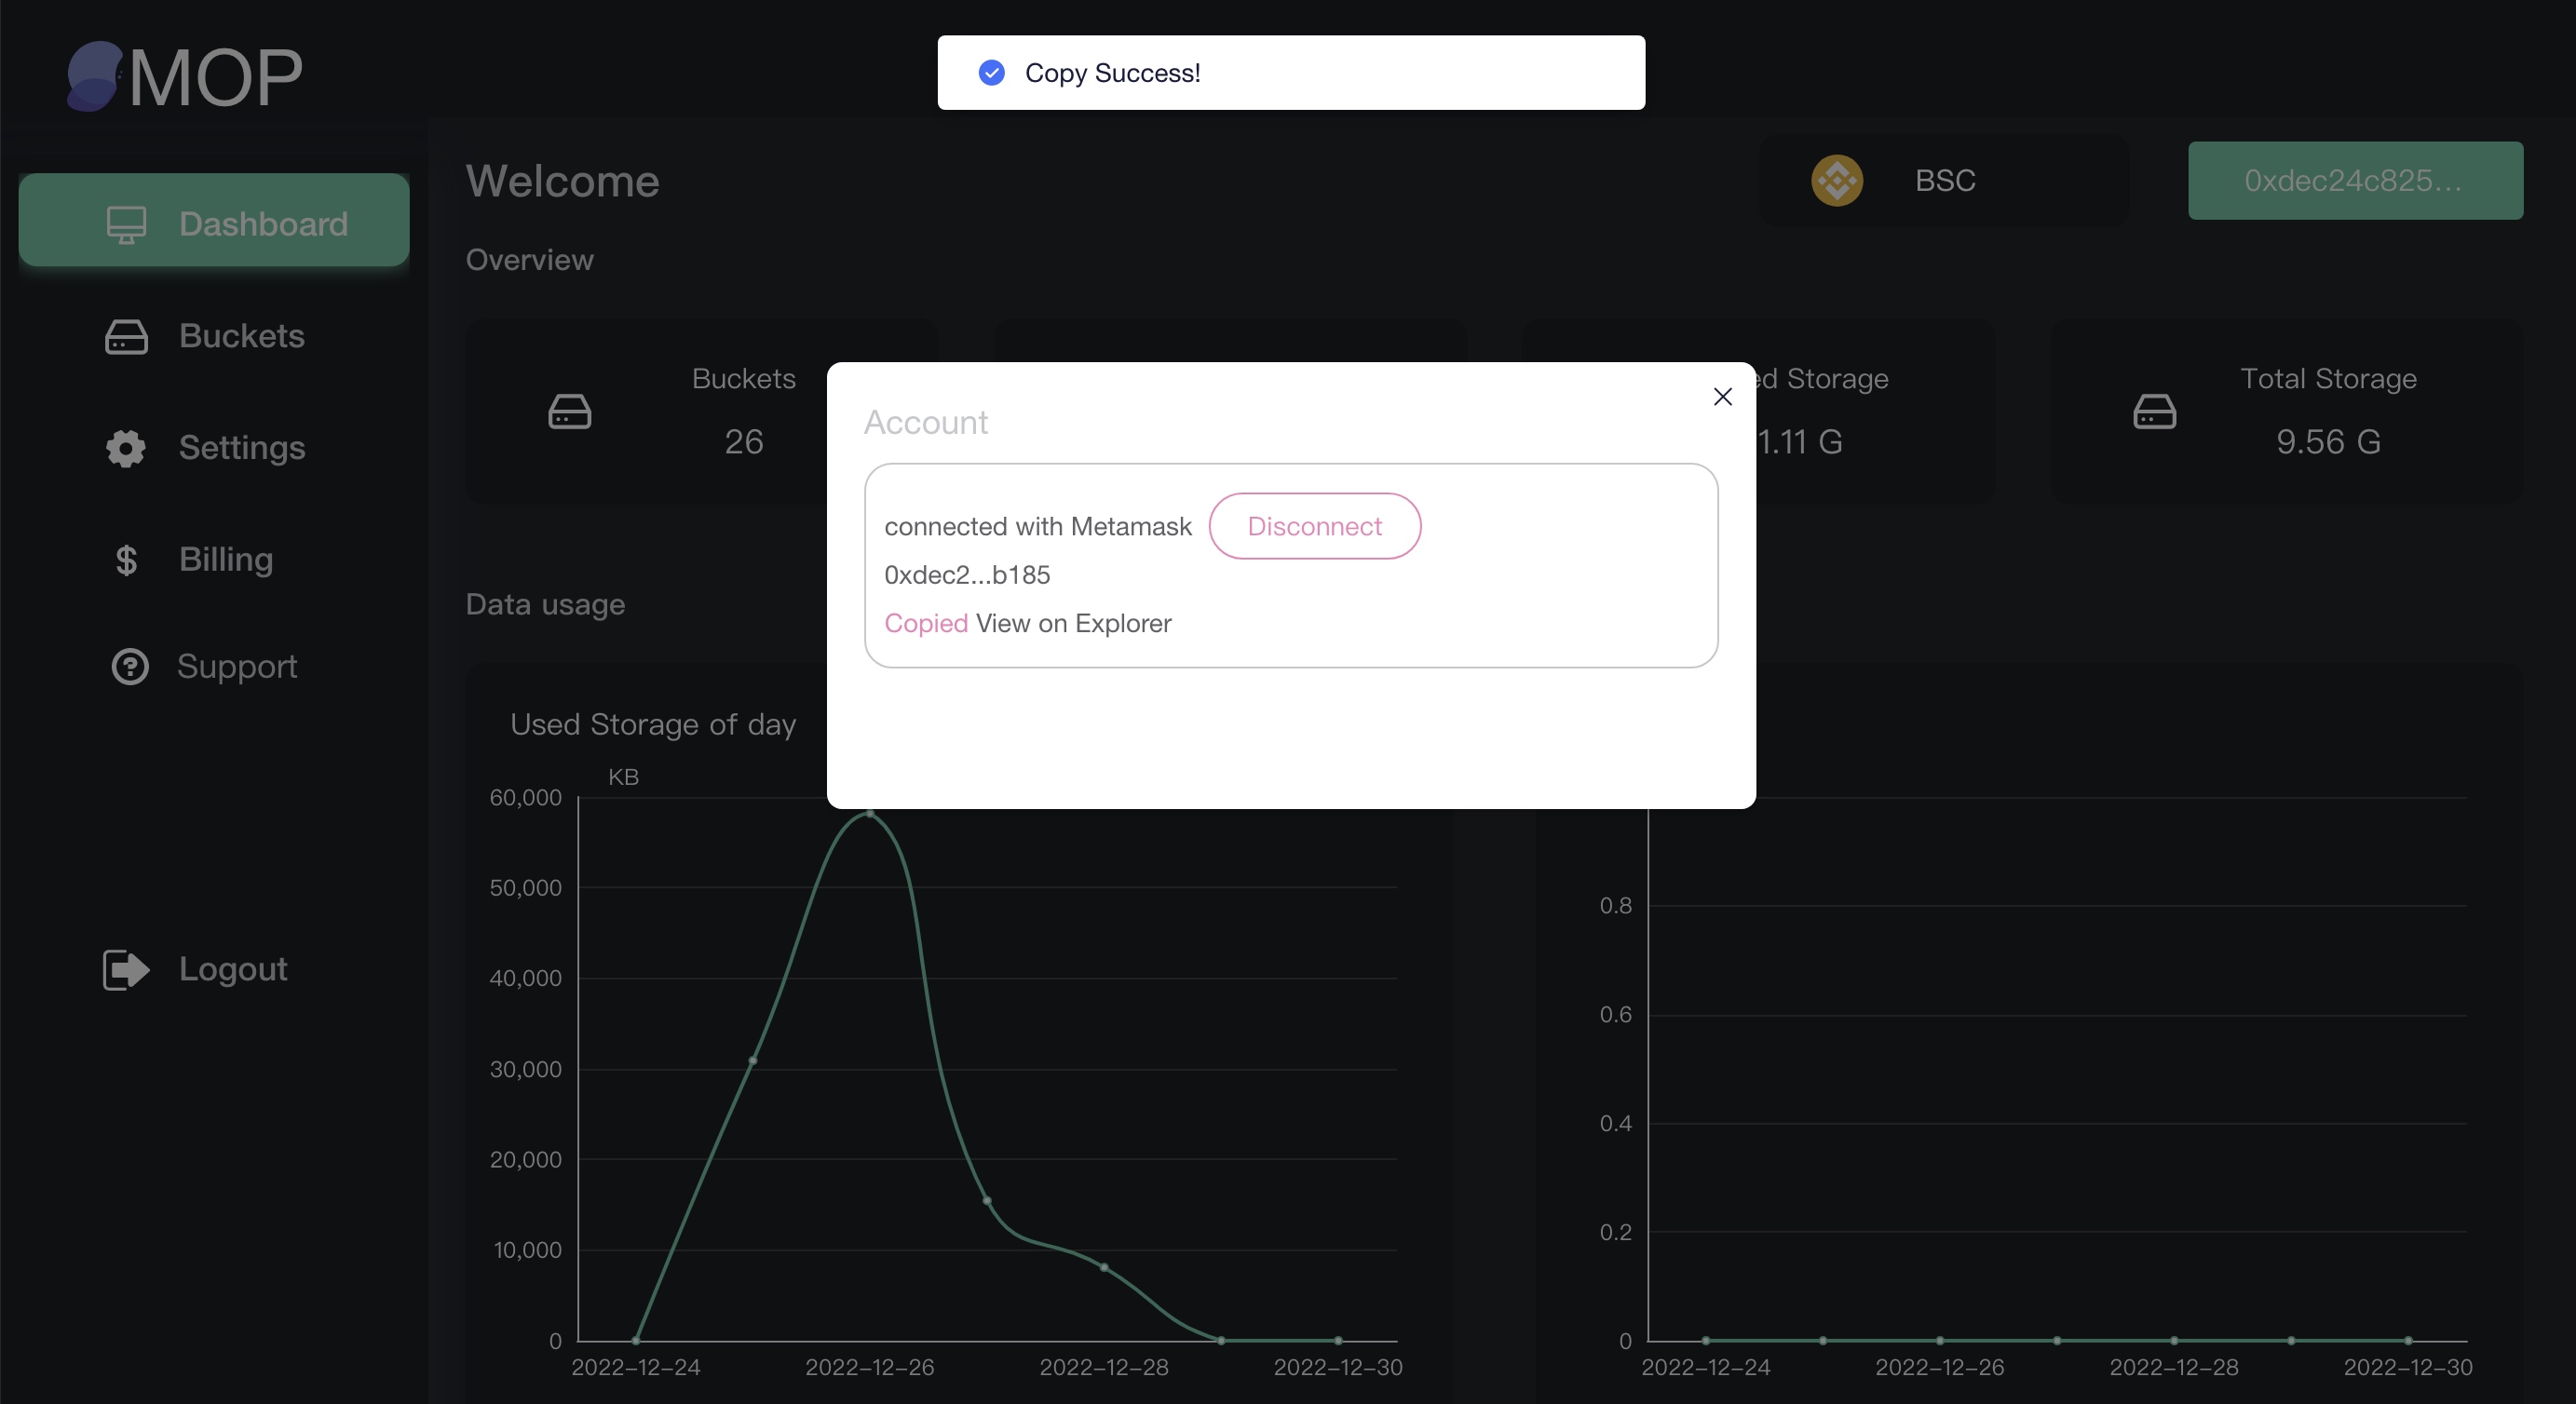 MOP
Copy Success!
Dashboard
Buckets
Settings
Billing
Support
Logout
Welcome
BSC
0xdec24c825...
Overview
Buckets
26
Storage
1.11 G
Total Storage
9.56 G
Account
connected with Metamask Disconnect
0xdec2...b185
Copied View on Explorer
Data usage
Used Storage of day
KB
60,000
50,000
40,000
30,000
20,000
10,000
0
2022-12-24 2022-12-26 2022-12-28 2022-12-30
0.8
0.6
0.4
0.2
0
2022-12-24 2022-12-26 2022-12-28 2022-12-30